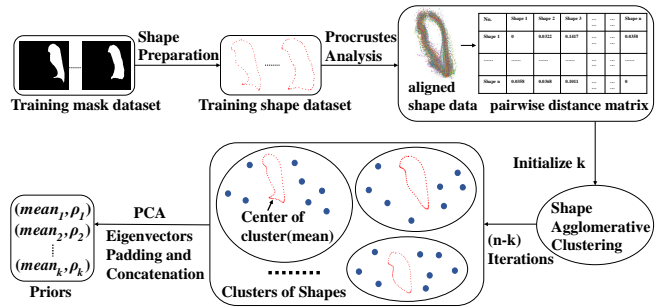 Shape
Preparation
Training mask dataset
Training shape dataset
Procrustes
Analysis
aligned
shape data
No. Shape 1 Shape 2 Shape 3 ... ... Shape n
Shape 1 0 0.0322 0.1417 ... ... 0.0358
...... ...... ...... ...... ... ... ......
Shape n 0.0358 0.0368 0.1011 ... ... 0
pairwise distance matrix
Initialize k
Shape
Agglomerative
Clustering
(n-k)
Iterations
Center of
cluster(mean)
Clusters of Shapes
PCA
Eigenvectors
Padding and
Concatenation
(mean1,ρ1)
(mean2,ρ2)
(meank,ρk)
Priors